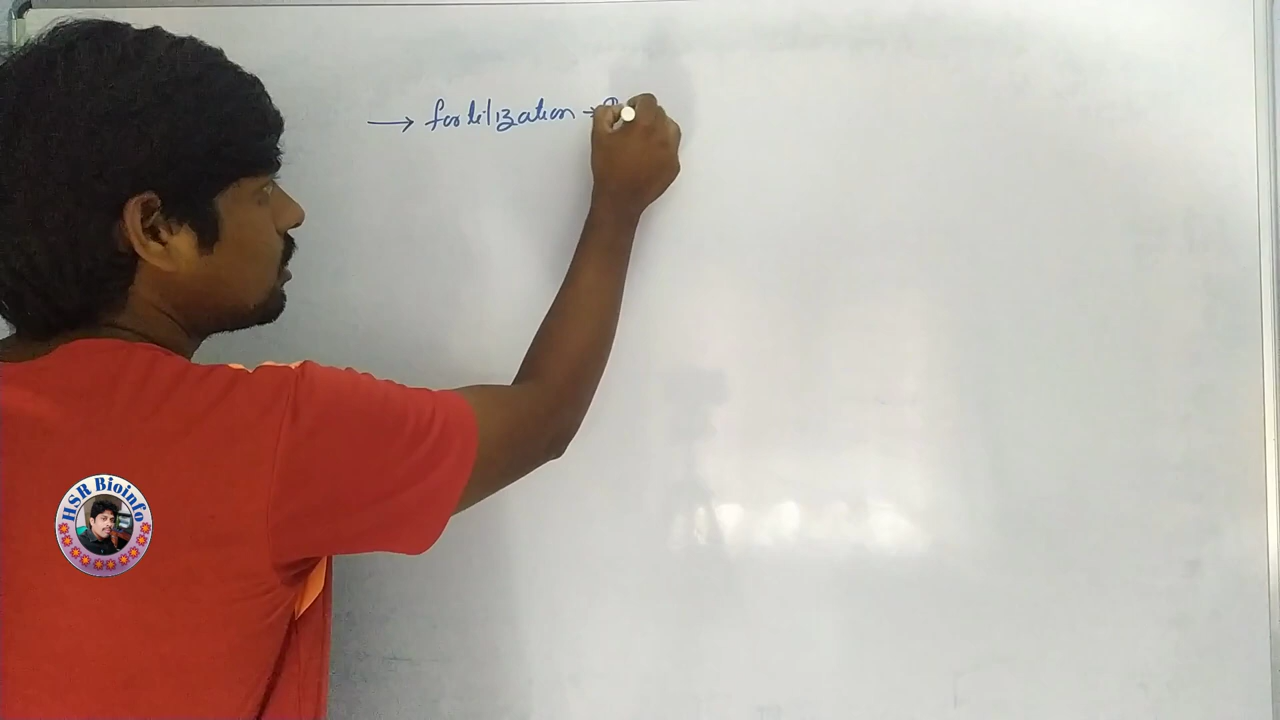 → fertilization →
HSR Bioinfo